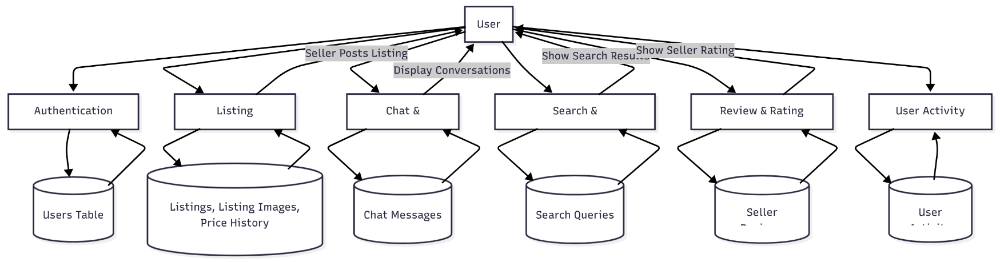 User
Seller Posts Listing
Show Search Results
Show Seller Rating
Display Conversations
Authentication
Listing
Chat &
Search &
Review & Rating
User Activity
Users Table
Listings, Listing Images,
Price History
Chat Messages
Search Queries
Seller
User